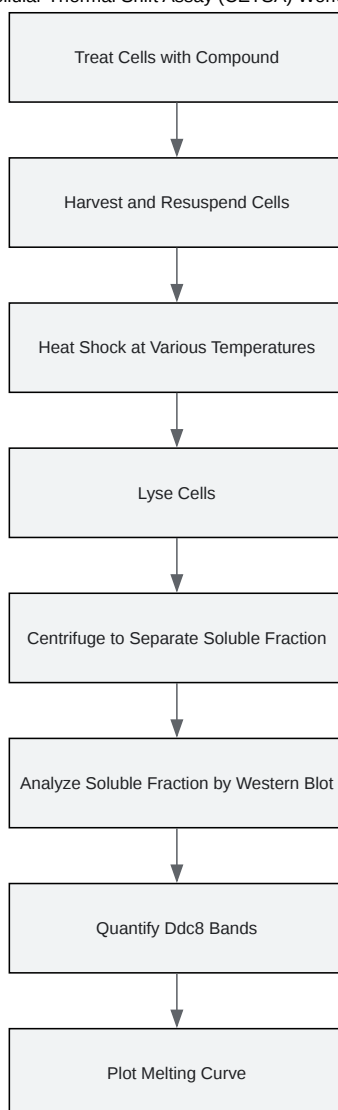 Thermal Shift Assay (CETSA)
Treat Cells with Compound
Harvest and Resuspend Cells
Heat Shock at Various Temperatures
Lyse Cells
Centrifuge to Separate Soluble Fraction
Analyze Soluble Fraction by Western Blot
Quantify Ddc8 Bands
Plot Melting Curve